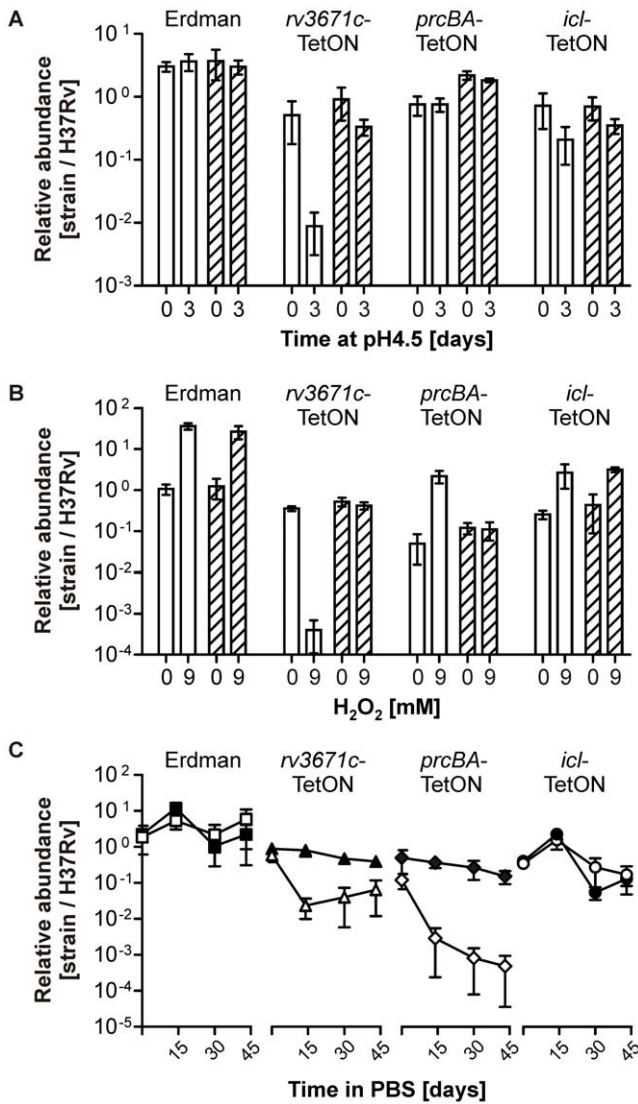 A
Erdman
rv3671c-
TetON
prcBA-
TetON
icl-
TetON
Relative abundance
[strain / H37Rv]
10¹
10⁰
10⁻¹
10⁻²
10⁻³
0 3 0 3 0 3 0 3 0 3 0 3 0 3 0 3
Time at pH4.5 [days]
B
Erdman
rv3671c-
TetON
prcBA-
TetON
icl-
TetON
Relative abundance
[strain / H37Rv]
10²
10¹
10⁰
10⁻¹
10⁻²
10⁻³
10⁻⁴
0 9 0 9 0 9 0 9 0 9 0 9 0 9 0 9
H₂O₂ [mM]
C
Erdman
rv3671c-
TetON
prcBA-
TetON
icl-
TetON
Relative abundance
[strain / H37Rv]
10²
10¹
10⁰
10⁻¹
10⁻²
10⁻³
10⁻⁴
10⁻⁵
15 30 45 15 30 45 15 30 45 15 30 45
Time in PBS [days]